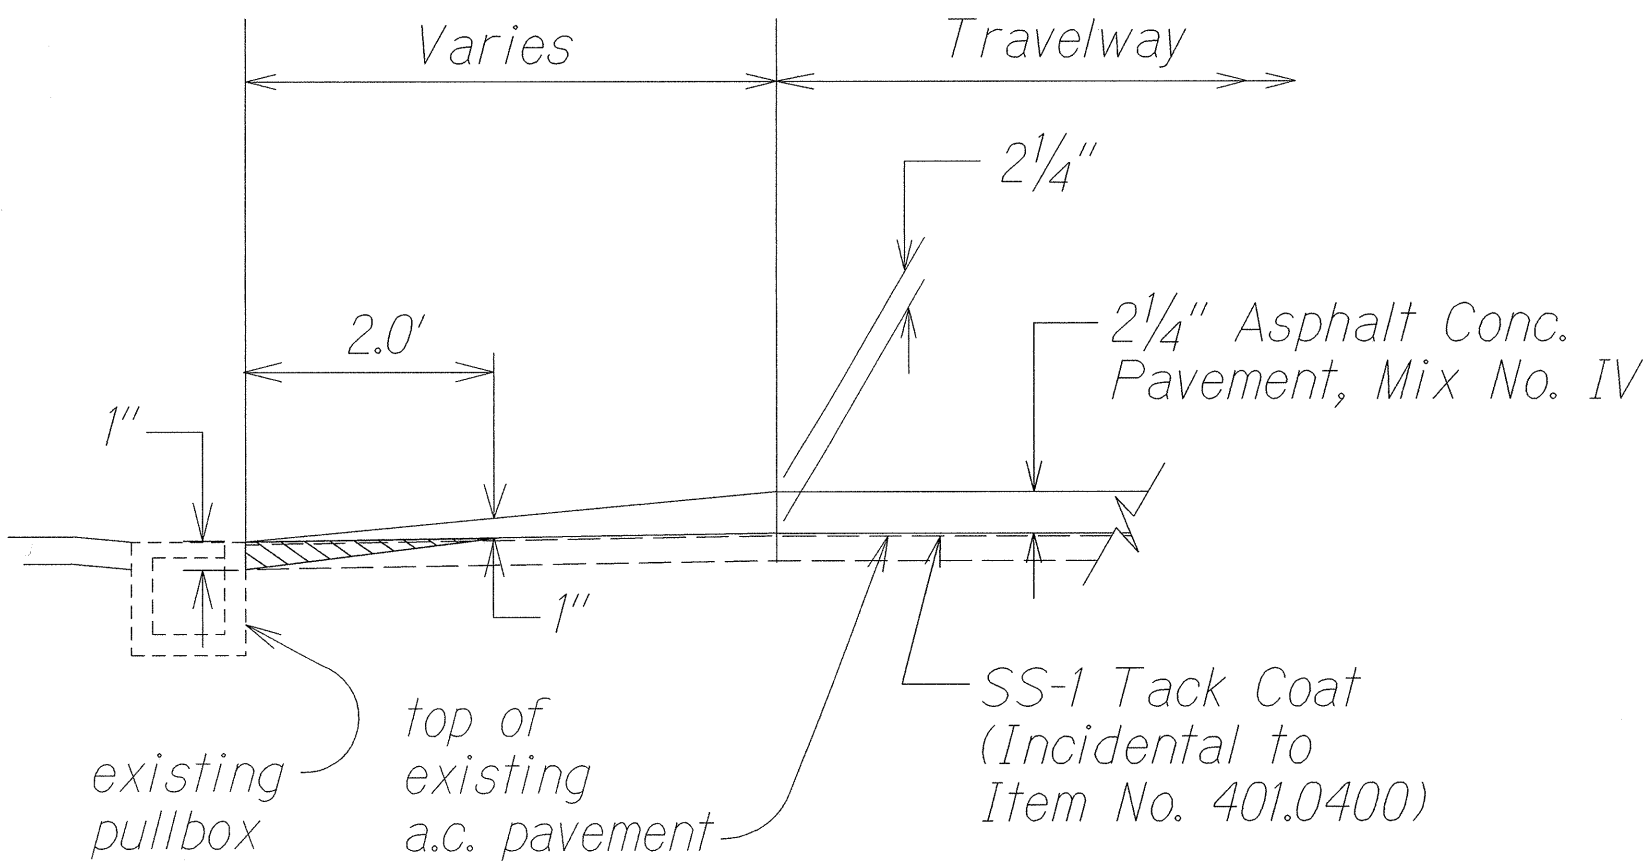 Varies
Travelway
2¼"
2.0'
2¼" Asphalt Conc.
Pavement, Mix No. IV
1"
1"
SS-1 Tack Coat
(Incidental to
Item No. 401.0400)
top of
existing
a.c. pavement
existing
pullbox